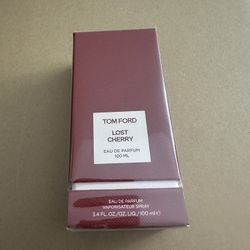 TOM FORD
LOST
CHERRY
EAU DE PARFUM
100 ML
EAU DE PARFUM
VAPORISATEUR SPRAY
3.4 FL.OZ./OZ.LIQ./100 ml ℮